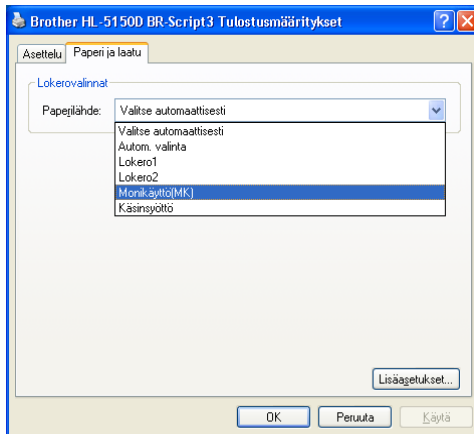 Brother HL-5150D BR-Script3 Tulostusmääritykset
Asettelu Paperi ja laatu
Lokerovalinnat
Paperilähde: Valitse automaattisesti
Valitse automaattisesti
Autom. valinta
Lokero1
Lokero2
Monikäyttö(MK)
Käsinsyöttö
Lisäasetukset...
OK Peruuta Käytä